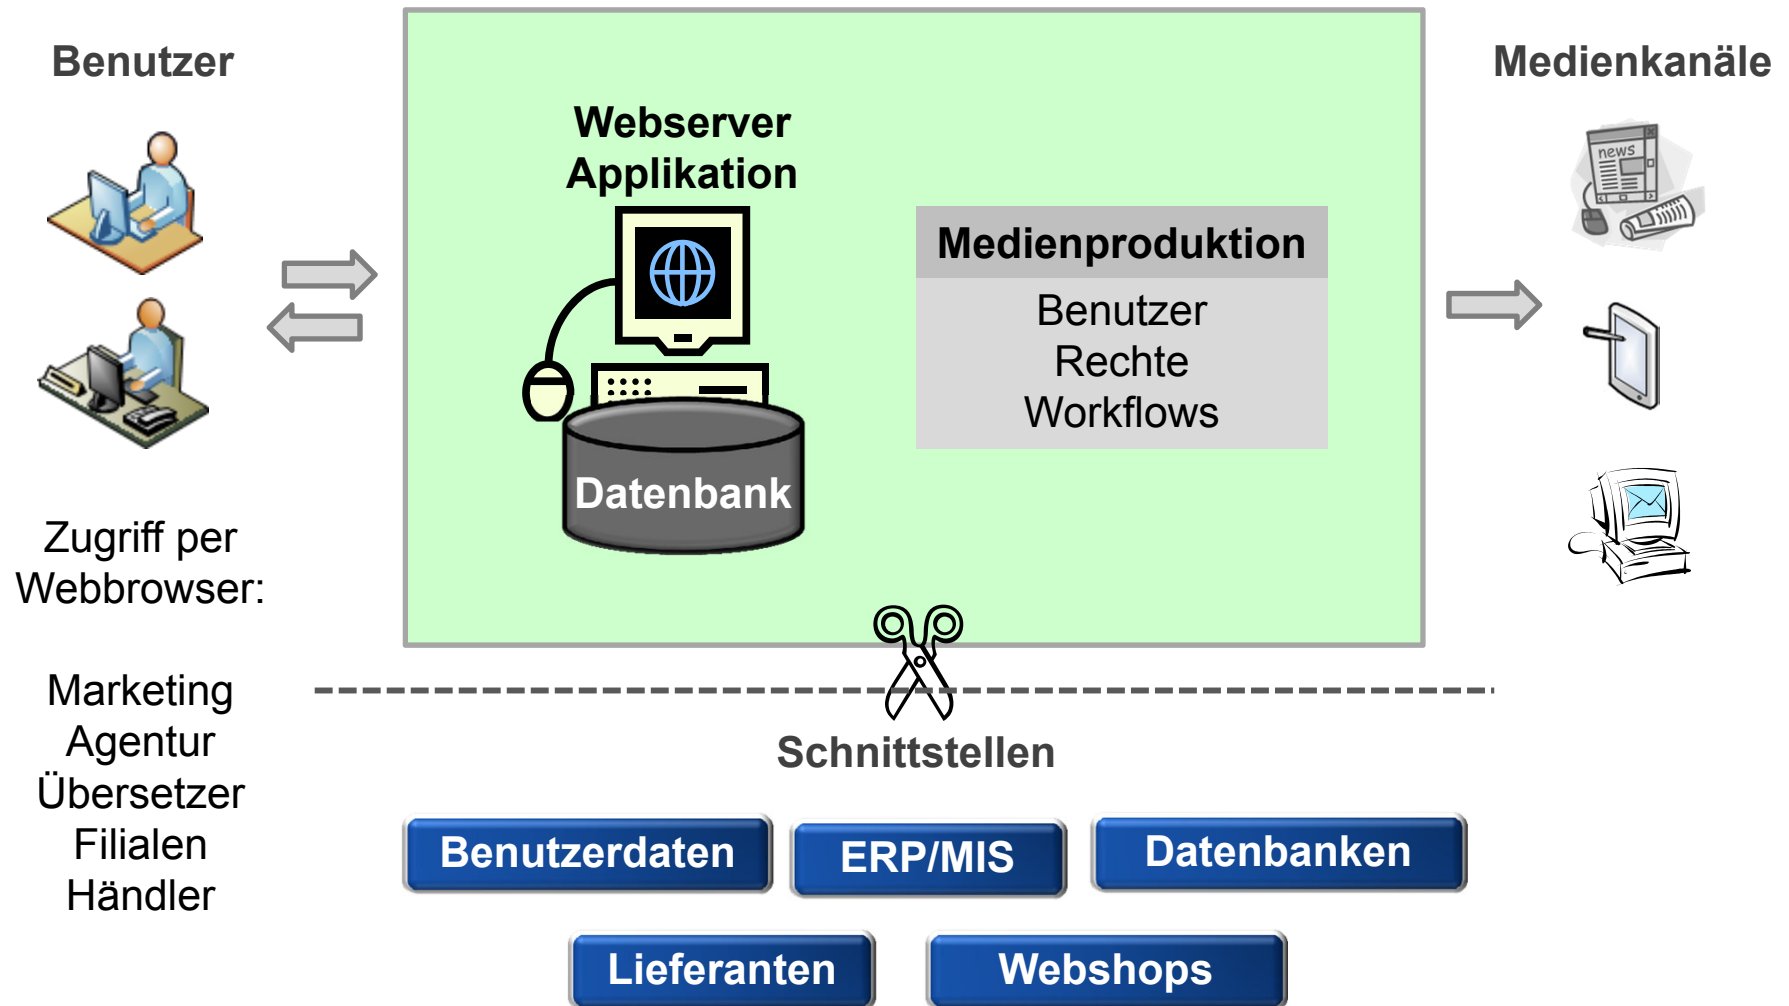 Benutzer
Zugriff per
Webbrowser:
Marketing
Agentur
Übersetzer
Filialen
Händler
Webserver
Applikation
Datenbank
Medienproduktion
Benutzer
Rechte
Workflows
Medienkanäle
news
Schnittstellen
Benutzerdaten
ERP/MIS
Datenbanken
Lieferanten
Webshops